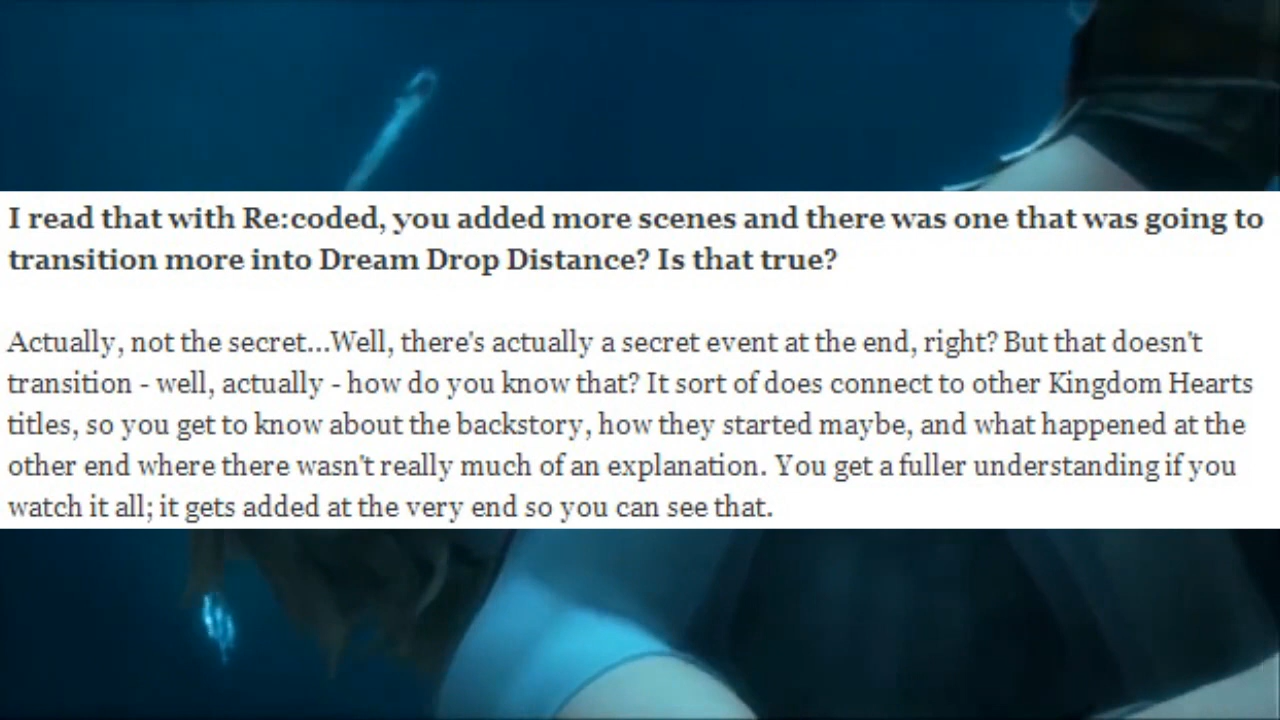 I read that with Re:coded, you added more scenes and there was one that was going to
transition more into Dream Drop Distance? Is that true?
Actually, not the secret...Well, there's actually a secret event at the end, right? But that doesn't
transition - well, actually - how do you know that? It sort of does connect to other Kingdom Hearts
titles, so you get to know about the backstory, how they started maybe, and what happened at the
other end where there wasn't really much of an explanation. You get a fuller understanding if you
watch it all; it gets added at the very end so you can see that.